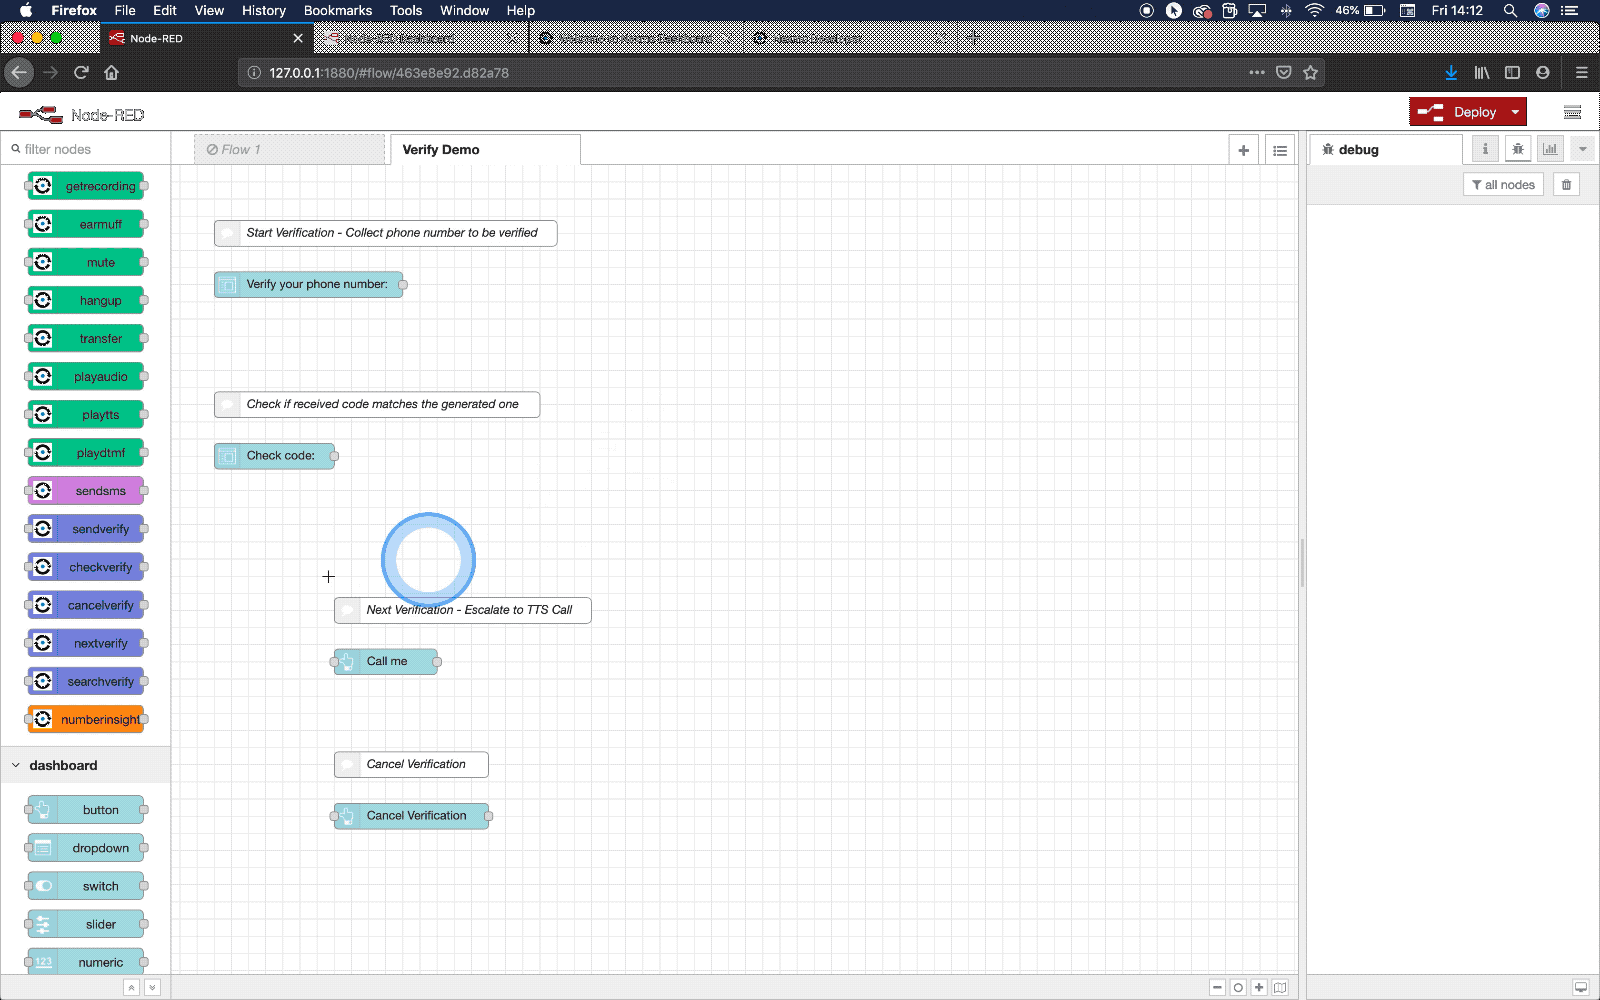 Firefox File Edit View History Bookmarks Tools Window Help 46% Fri 14:12
Node-RED
127.0.0.1:1880/#flow/463e8e92.d82a78
Node-RED Deploy
filter nodes Flow 1 Verify Demo debug
all nodes
getrecording
earmuff
mute
hangup
transfer
playaudio
playtts
playdtmf
sendsms
sendverify
checkverify
cancelverify
nextverify
searchverify
numberinsight
dashboard
button
dropdown
switch
slider
123 numeric
Start Verification - Collect phone number to be verified
Verify your phone number:
Check if received code matches the generated one
Check code:
Next Verification - Escalate to TTS Call
Call me
Cancel Verification
Cancel Verification